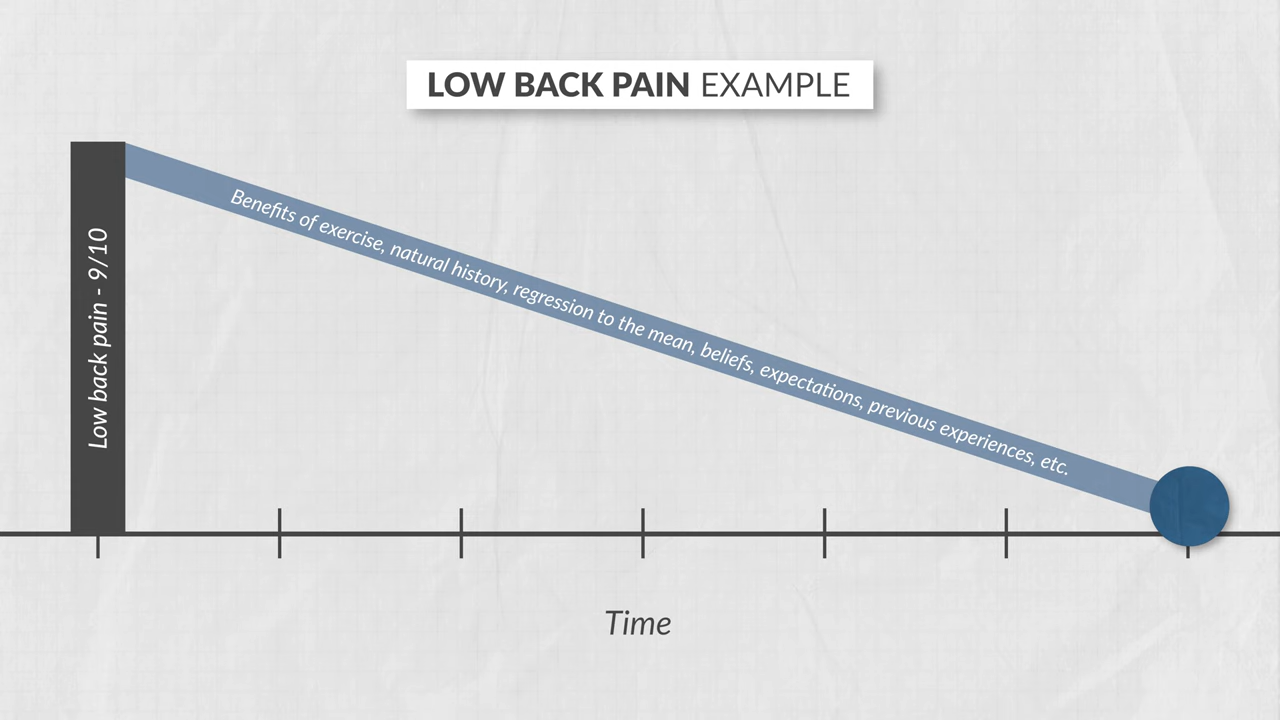 LOW BACK PAIN EXAMPLE
Low back pain - 9/10
Benefits of exercise, natural history, regression to the mean, beliefs, expectations, previous experiences, etc.
Time